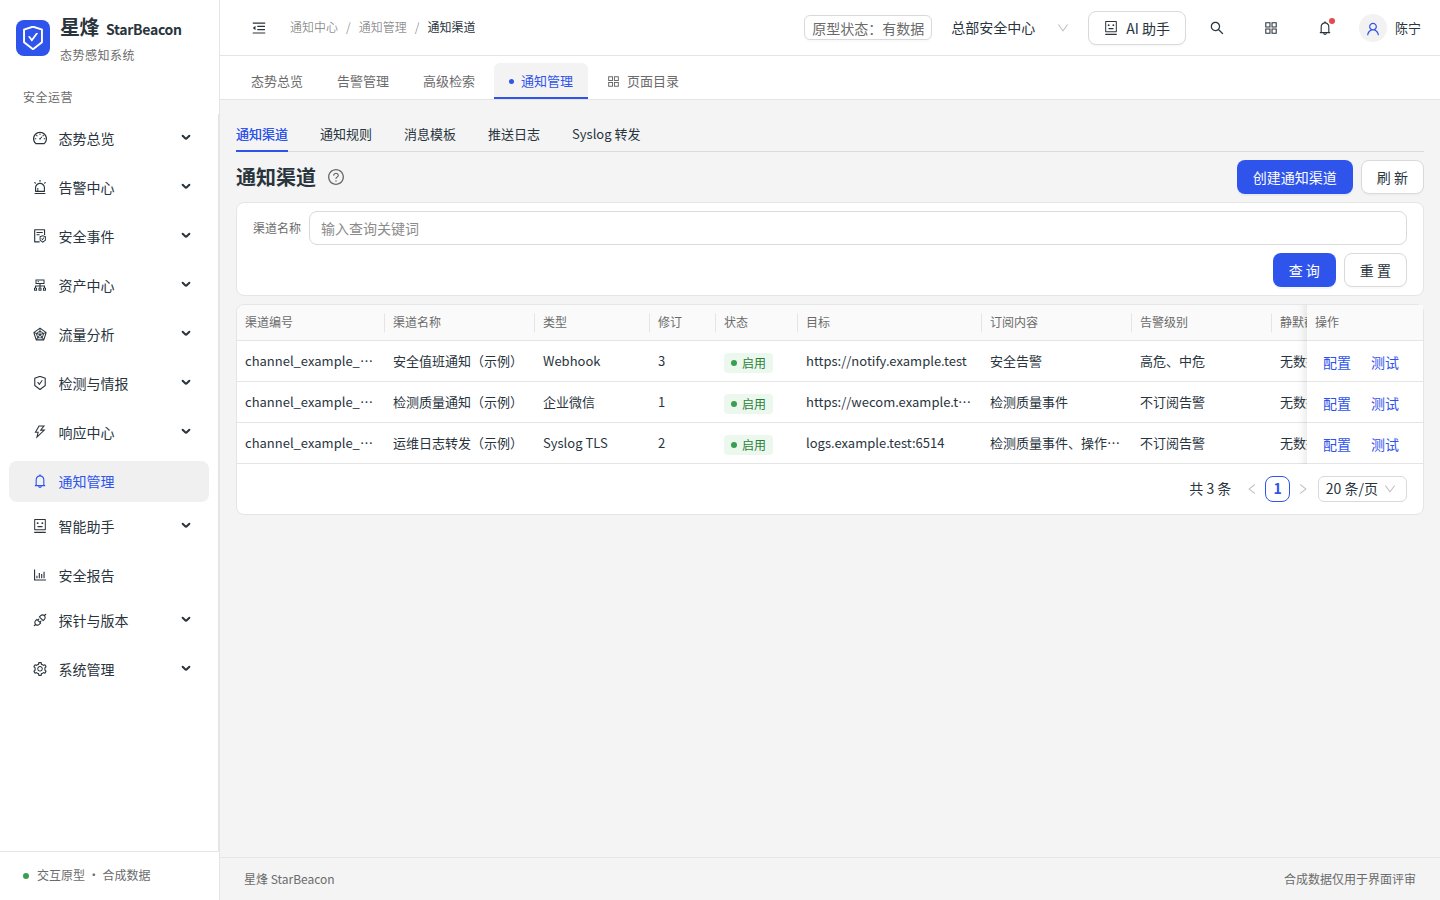 星烽 StarBeacon
态势感知系统
安全运营
态势总览
告警中心
安全事件
资产中心
流量分析
检测与情报
响应中心
通知管理
智能助手
安全报告
探针与版本
系统管理
交互原型 · 合成数据
通知中心 / 通知管理 / 通知渠道
原型状态：有数据
总部安全中心
AI 助手
陈宁
态势总览 告警管理 高级检索 通知管理 页面目录
通知渠道 通知规则 消息模板 推送日志 Syslog 转发
通知渠道
创建通知渠道 刷 新
渠道名称 输入查询关键词
查 询 重 置
渠道编号 渠道名称 类型 修订 状态 目标 订阅内容 告警级别 静默 操作
channel_example_··· 安全值班通知（示例） Webhook 3 启用 https://notify.example.test 安全告警 高危、中危 无数 配置 测试
channel_example_··· 检测质量通知（示例） 企业微信 1 启用 https://wecom.example.t··· 检测质量事件 不订阅告警 无数 配置 测试
channel_example_··· 运维日志转发（示例） Syslog TLS 2 启用 logs.example.test:6514 检测质量事件、操作··· 不订阅告警 无数 配置 测试
共 3 条 < 1 > 20 条/页
星烽 StarBeacon
合成数据仅用于界面评审